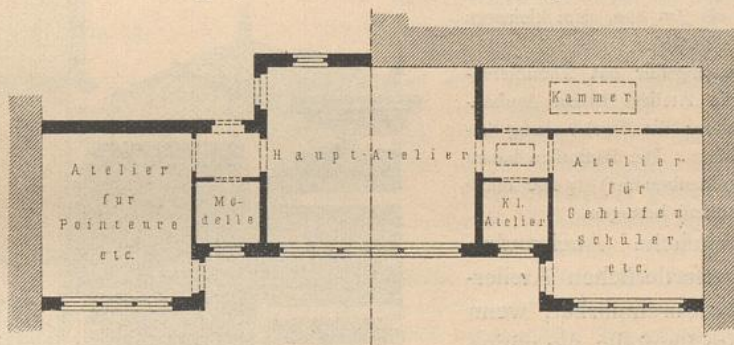 Atelier
für
Pointeure
etc.
Mo-
delle
Haupt-Atelier
Kammer
Kl.
Atelier
Atelier
für
Gehilfen
Schüler
etc.